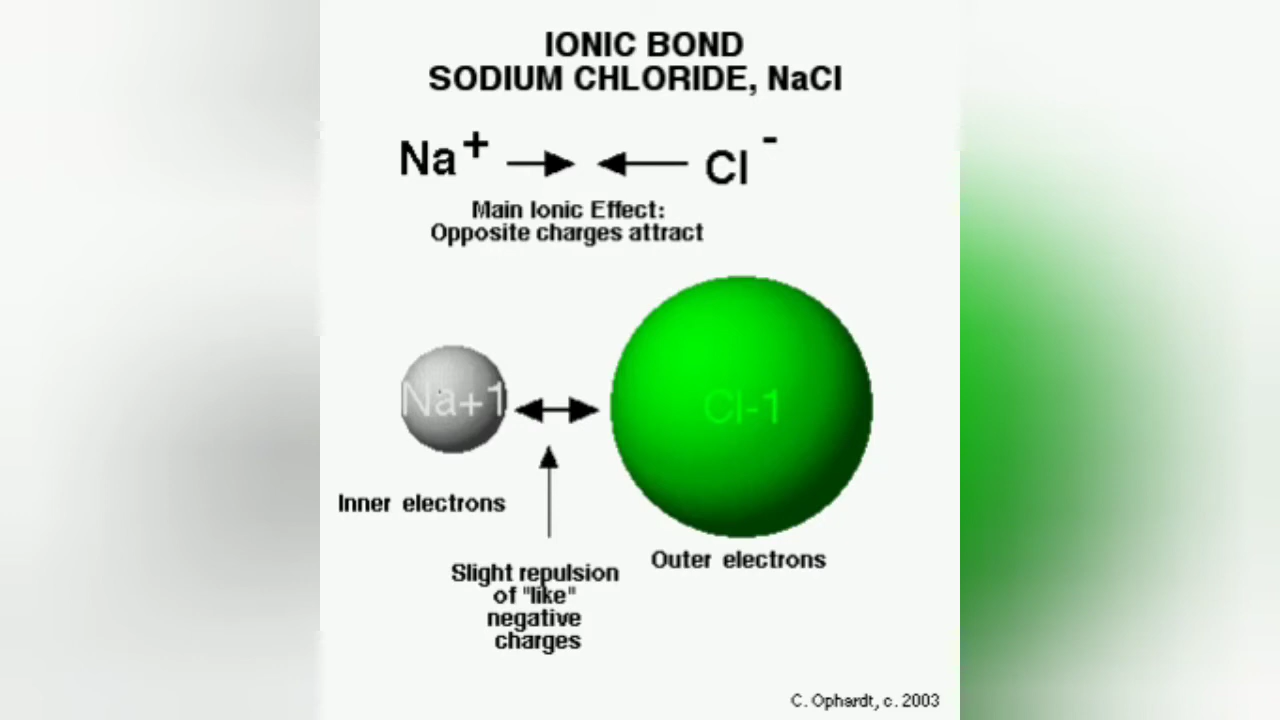 IONIC BOND
SODIUM CHLORIDE, NaCl
Na+ Cl-
Main Ionic Effect:
Opposite charges attract
Na+1 Cl-1
Inner electrons
Outer electrons
Slight repulsion
of "like"
negative
charges
C. Ophardt, c. 2003